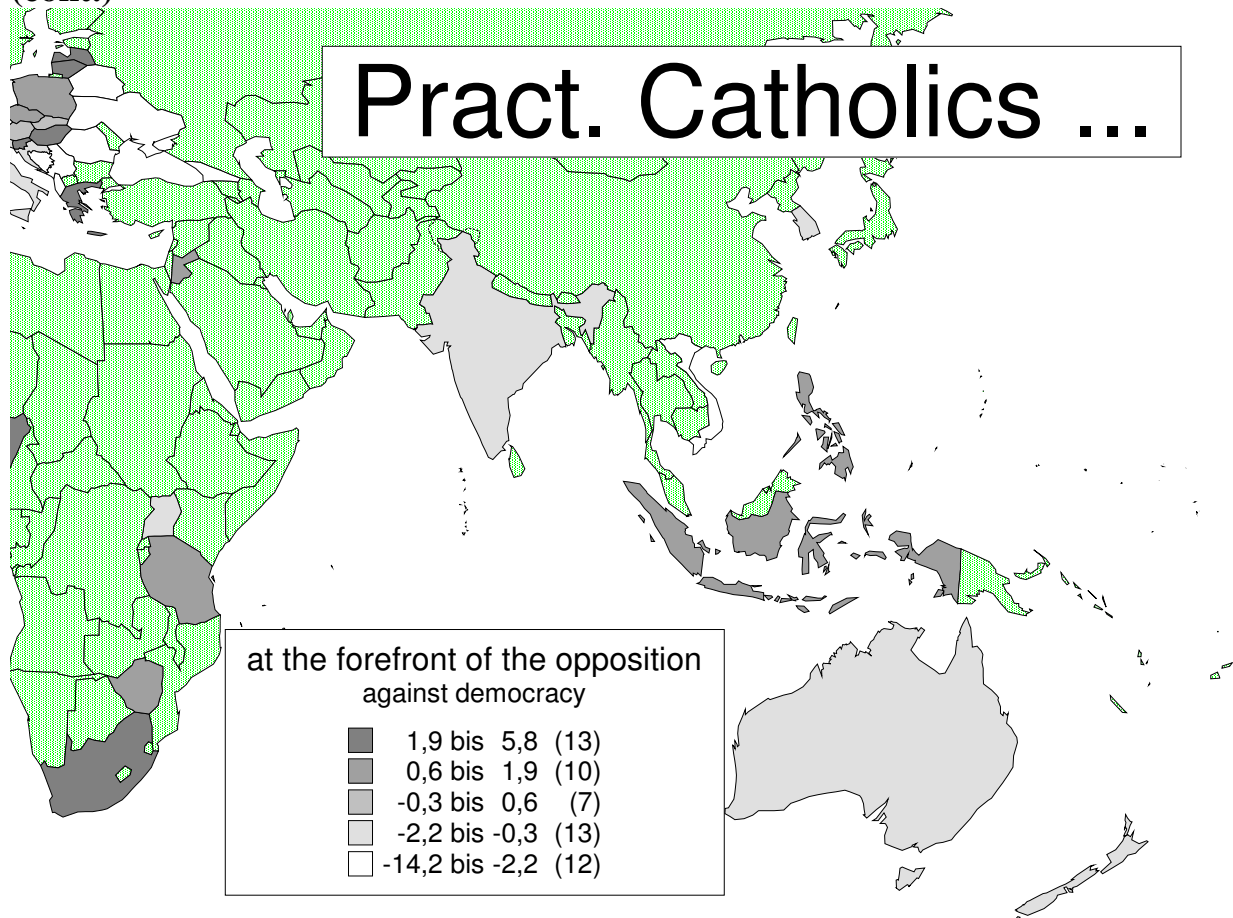 Pract. Catholics ...
at the forefront of the opposition
against democracy
1,9 bis 5,8 (13)
0,6 bis 1,9 (10)
-0,3 bis 0,6 (7)
-2,2 bis -0,3 (13)
-14,2 bis -2,2 (12)